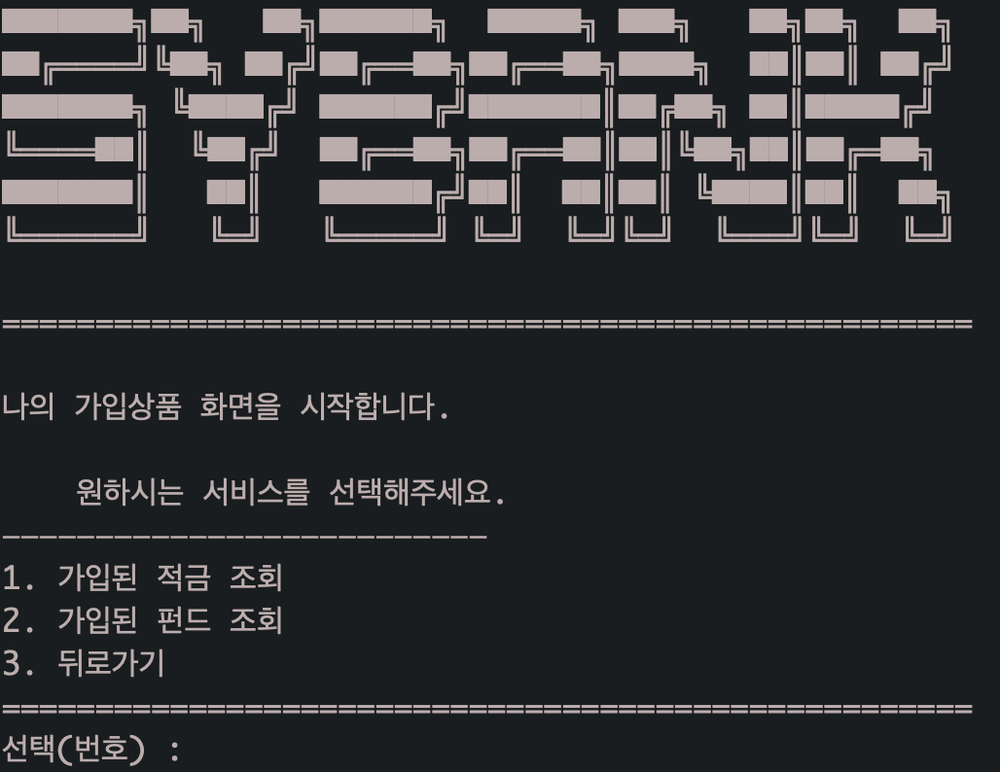 SYBANK
==================================================
나의 가입상품 화면을 시작합니다.
원하시는 서비스를 선택해주세요.
--------------------------
1. 가입된 적금 조회
2. 가입된 펀드 조회
3. 뒤로가기
==================================================
선택(번호) :